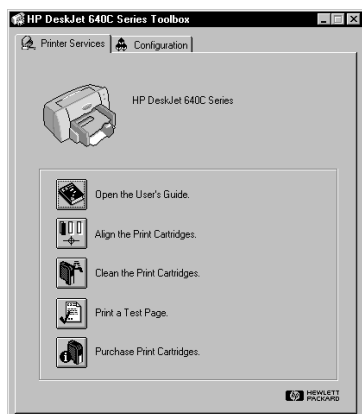 HP DeskJet 640C Series Toolbox
Printer Services
Configuration
HP DeskJet 640C Series
Open the User's Guide.
Align the Print Cartridges.
Clean the Print Cartridges.
Print a Test Page.
Purchase Print Cartridges.
hp HEWLETT
PACKARD